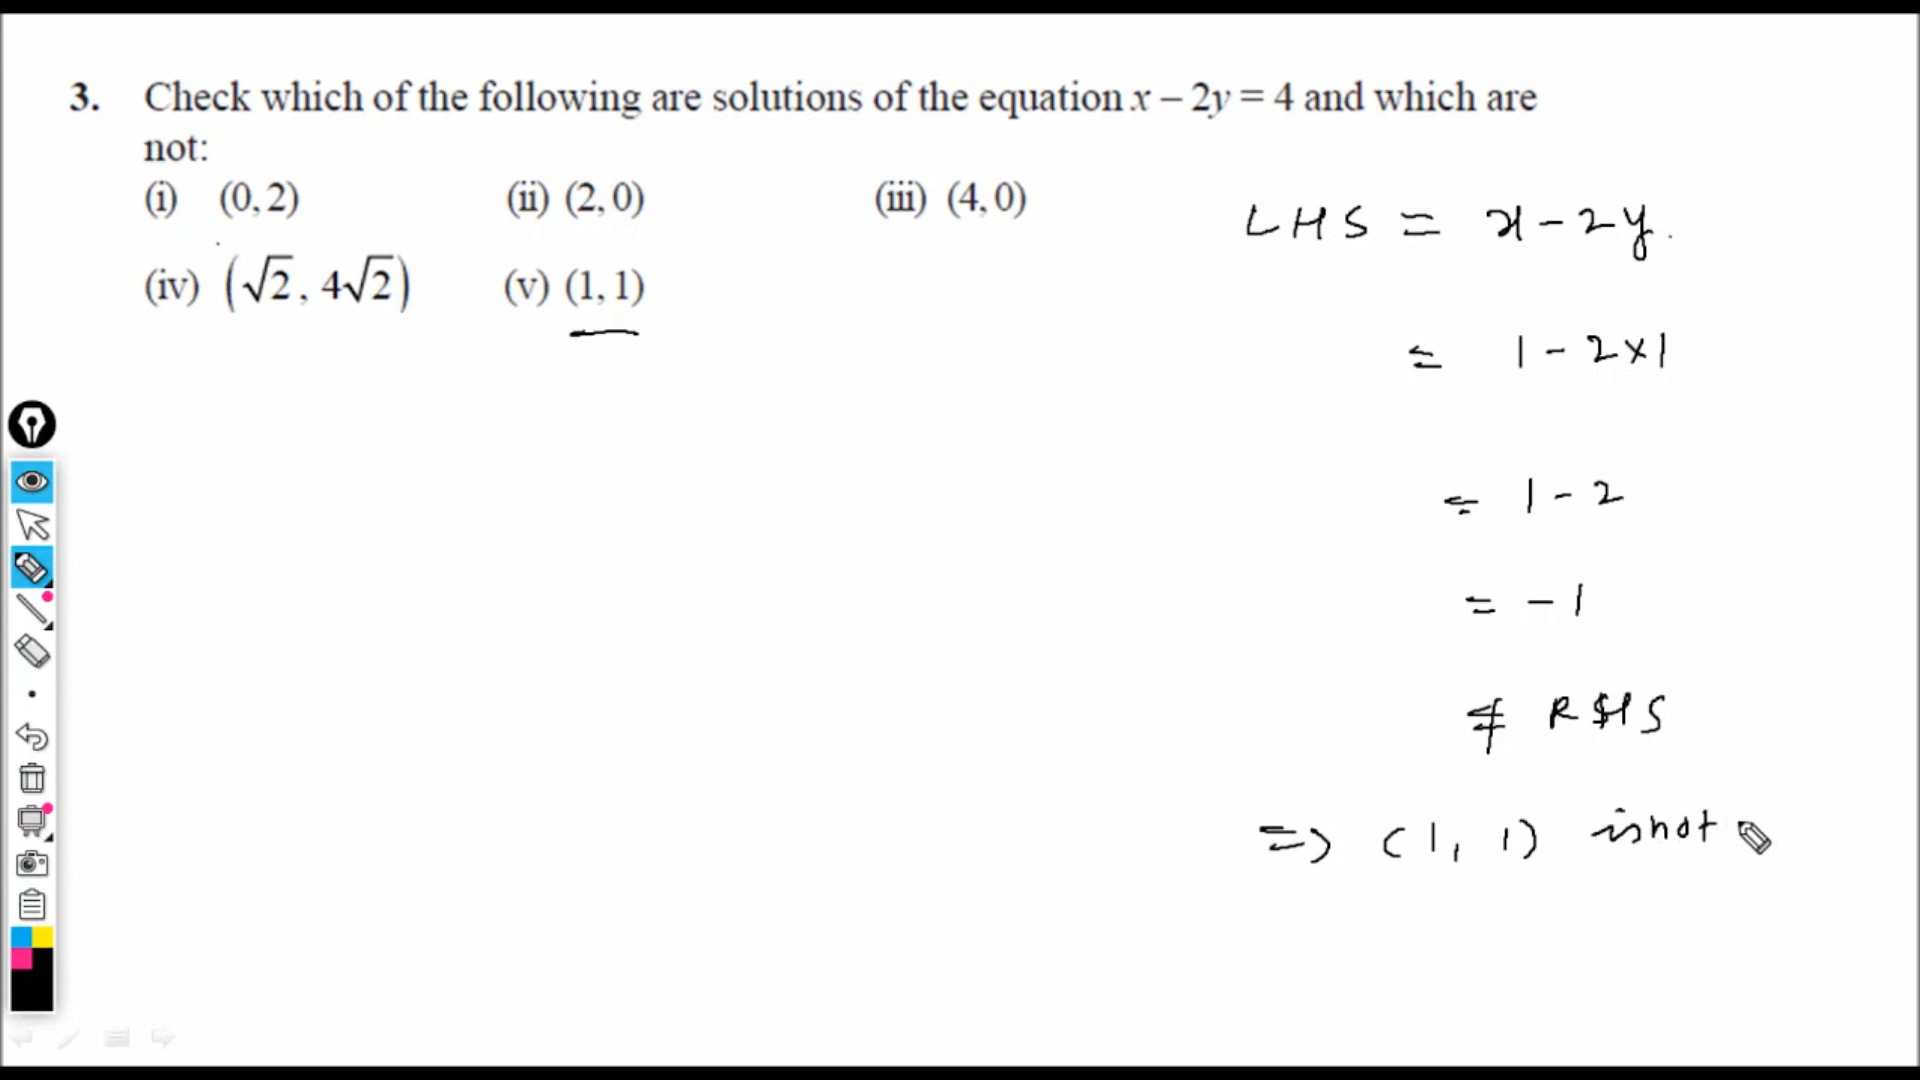 3. Check which of the following are solutions of the equation x – 2y = 4 and which are
not:
(i) (0, 2) (ii) (2, 0) (iii) (4, 0)
(iv) (√2, 4√2) (v) (1, 1)
LHS = x - 2y.
= 1 - 2×1
= 1 - 2
= - 1
≠ RHS
=> (1, 1) is not